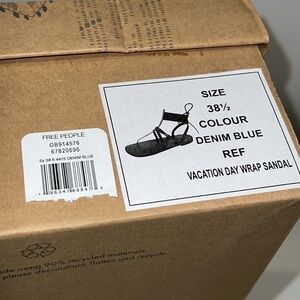 SIZE
38½
COLOUR
DENIM BLUE
REF
VACATION DAY WRAP SANDAL
FREE PEOPLE
OB914576
67820696
SJ 38.5 4415 DENIM BLUE
made using 90% recycled materials.
please deconstruct, flatten and recycle.